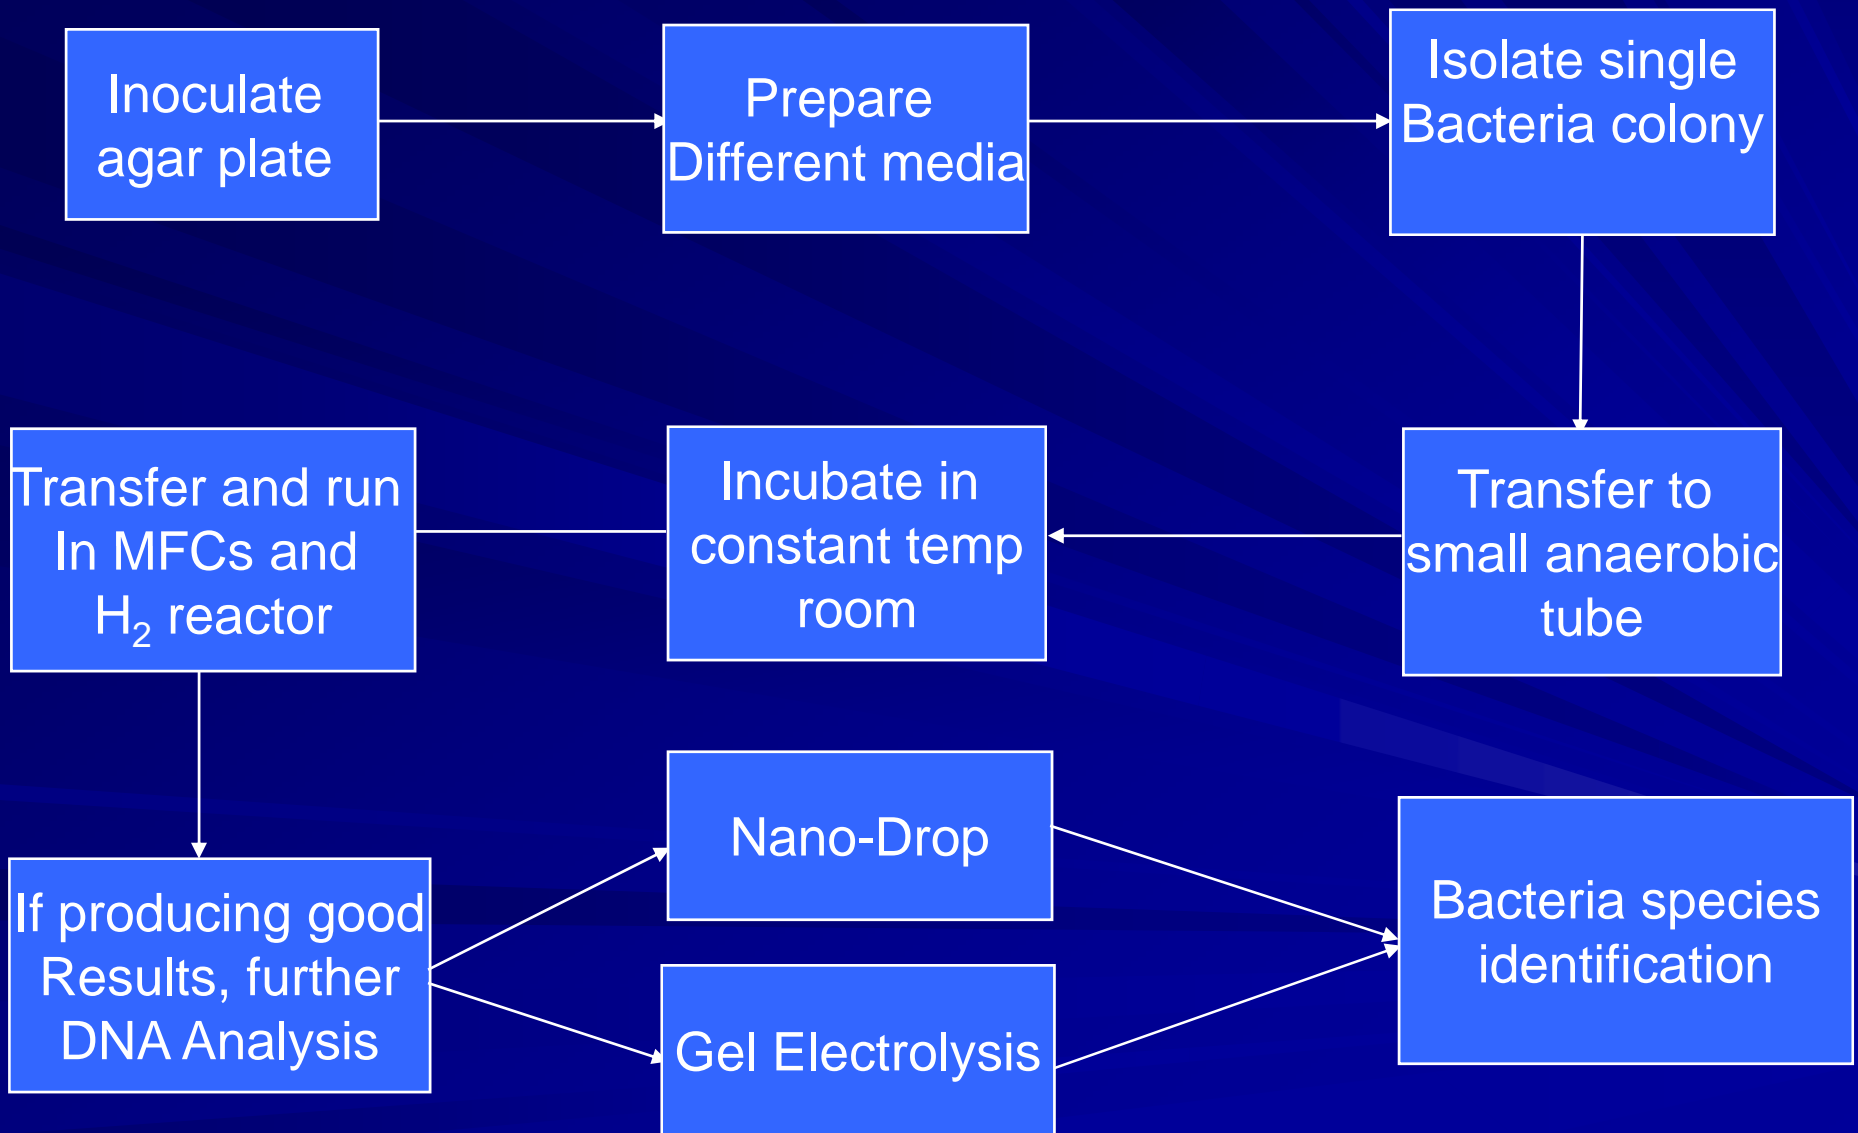 Inoculate
agar plate
Prepare
Different media
Isolate single
Bacteria colony
Transfer to
small anaerobic
tube
Incubate in
constant temp
room
Transfer and run
In MFCs and
H₂ reactor
If producing good
Results, further
DNA Analysis
Nano-Drop
Gel Electrolysis
Bacteria species
identification